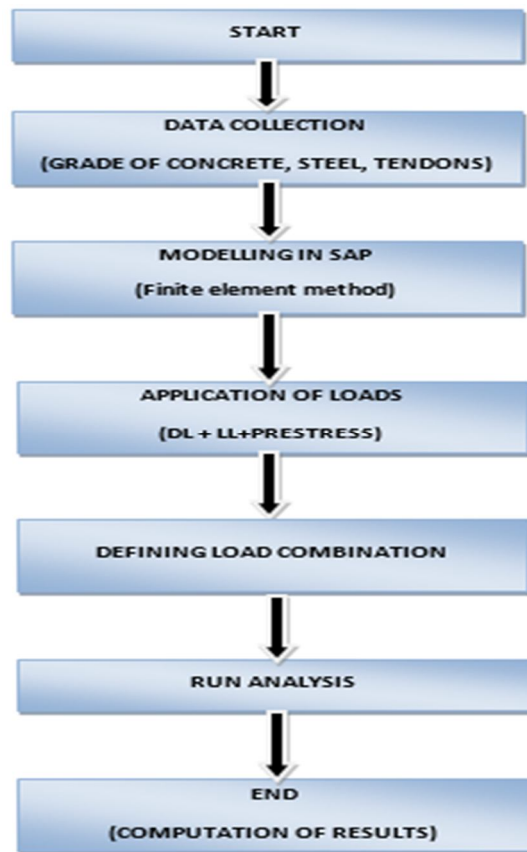 START
DATA COLLECTION
(GRADE OF CONCRETE, STEEL, TENDONS)
MODELLING IN SAP
(Finite element method)
APPLICATION OF LOADS
(DL + LL+PRESTRESS)
DEFINING LOAD COMBINATION
RUN ANALYSIS
END
(COMPUTATION OF RESULTS)